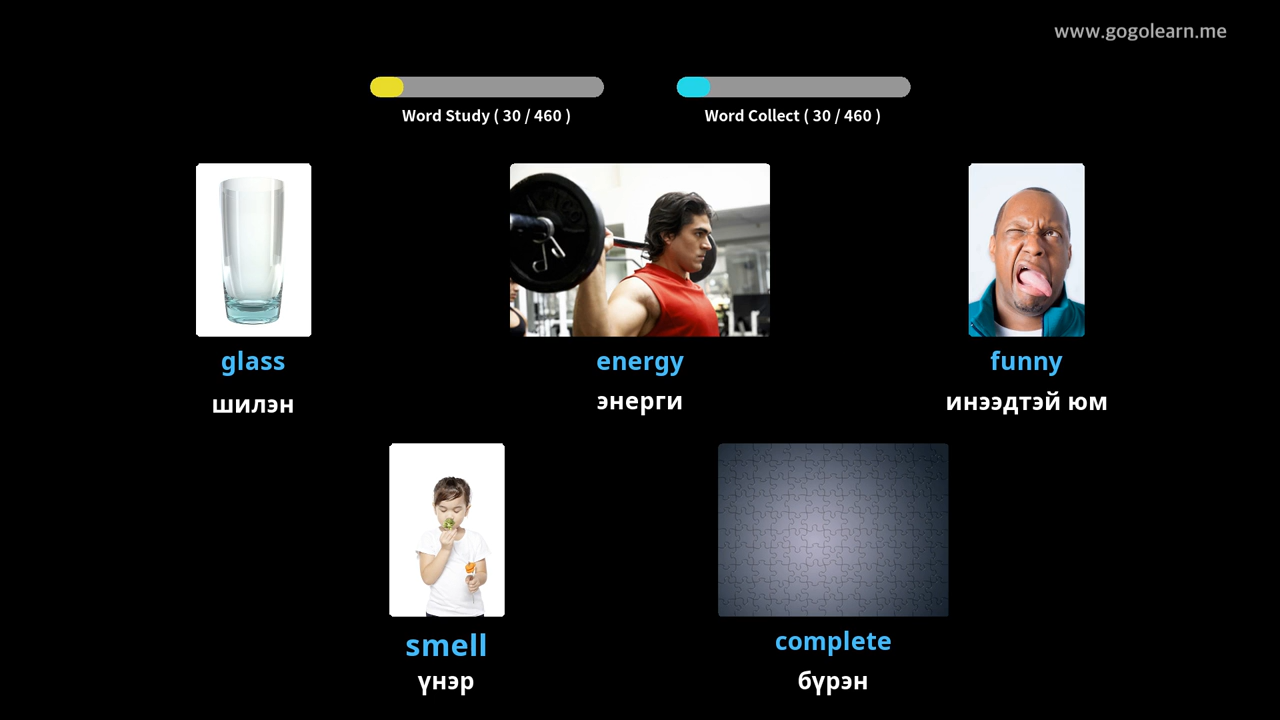 www.gogolearn.me
Word Study ( 30 / 460 )
Word Collect ( 30 / 460 )
glass
шилэн
energy
энерги
funny
инээдтэй юм
smell
үнэр
complete
бүрэн